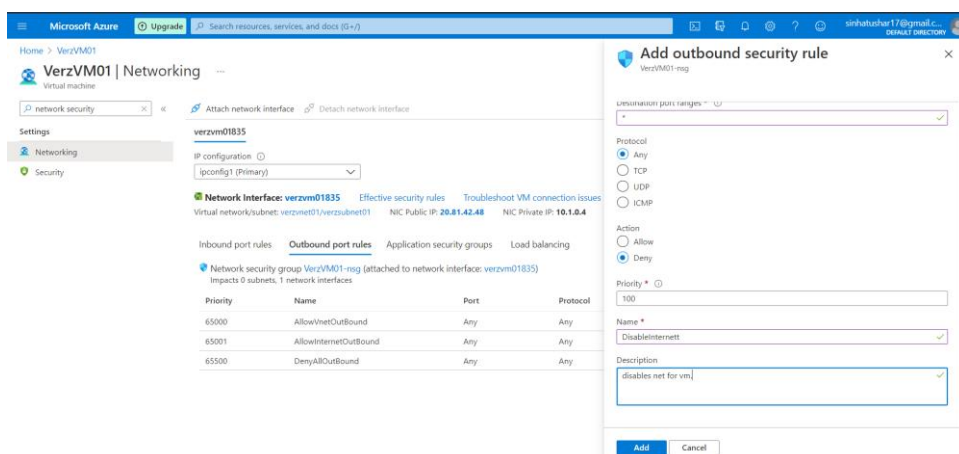 Microsoft Azure
Upgrade
Search resources, services, and docs (G+/)
sinhatushar17@gmail.c...
DEFAULT DIRECTORY
Home > VerzVM01
VerzVM01 | Networking ...
Virtual machine
network security
Attach network interface
Detach network interface
Settings
Networking
Security
verzvm01835
IP configuration
ipconfig1 (Primary)
Network Interface: verzvm01835 Effective security rules Troubleshoot VM connection issues
Virtual network/subnet: verzvnet01/verzsubnet01 NIC Public IP: 20.81.42.48 NIC Private IP: 10.1.0.4
Inbound port rules Outbound port rules Application security groups Load balancing
Network security group VerzVM01-nsg (attached to network interface: verzvm01835)
Impacts 0 subnets, 1 network interfaces
Priority Name Port Protocol
65000 AllowVnetOutBound Any Any
65001 AllowInternetOutBound Any Any
65500 DenyAllOutBound Any Any
Add outbound security rule
VerzVM01-nsg
Destination port ranges *
*
Protocol
Any
TCP
UDP
ICMP
Action
Allow
Deny
Priority *
100
Name *
DisableInternett
Description
disables net for vm.
Add Cancel